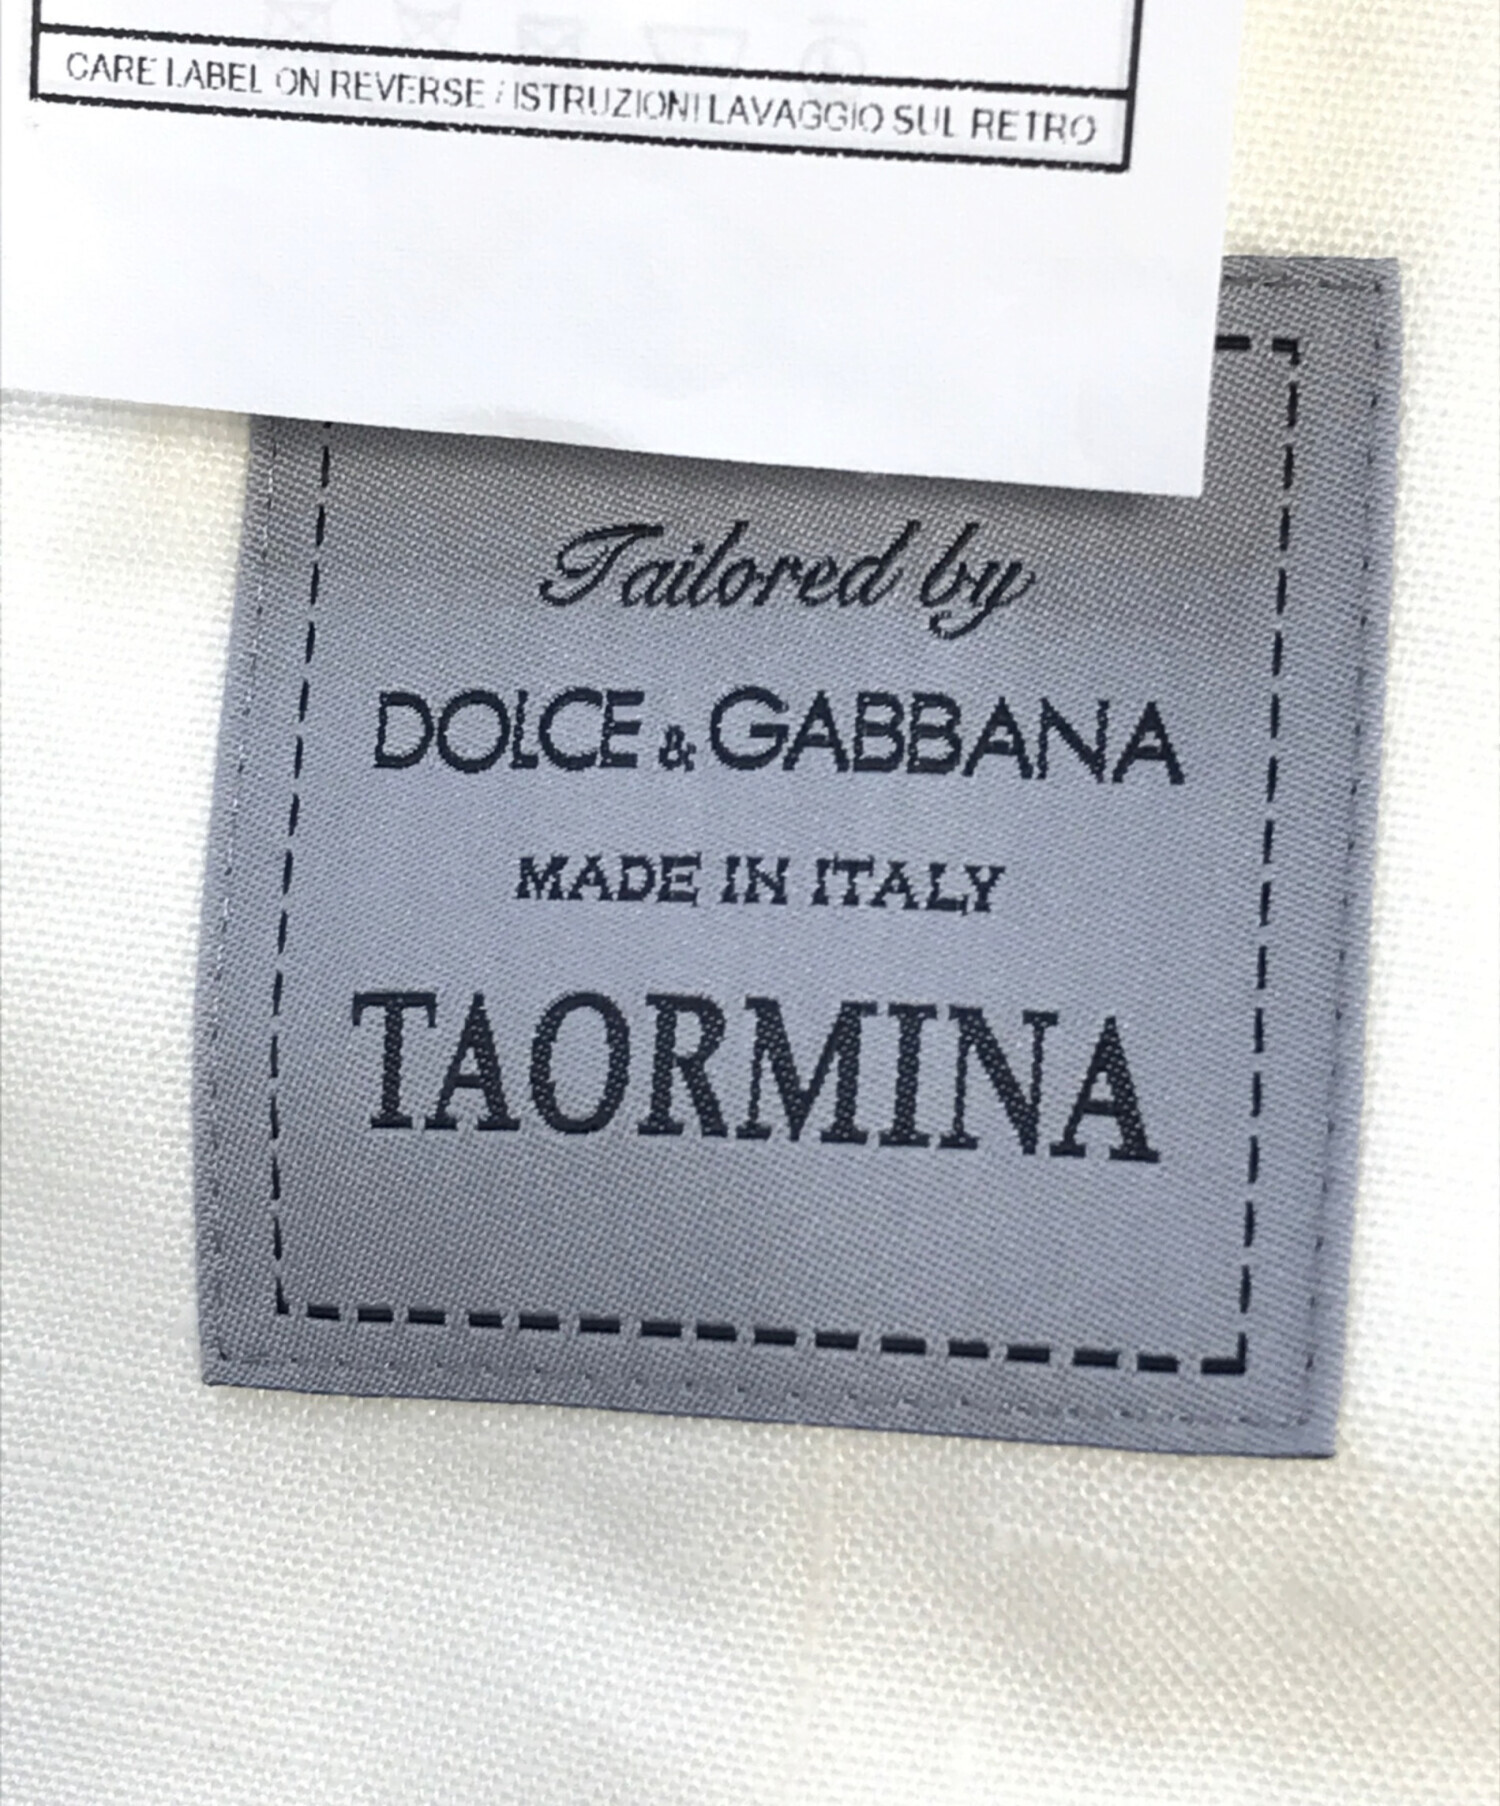 CARE LABEL ON REVERSE / ISTRUZIONI LAVAGGIO SUL RETRO
Tailored by
DOLCE & GABBANA
MADE IN ITALY
TAORMINA